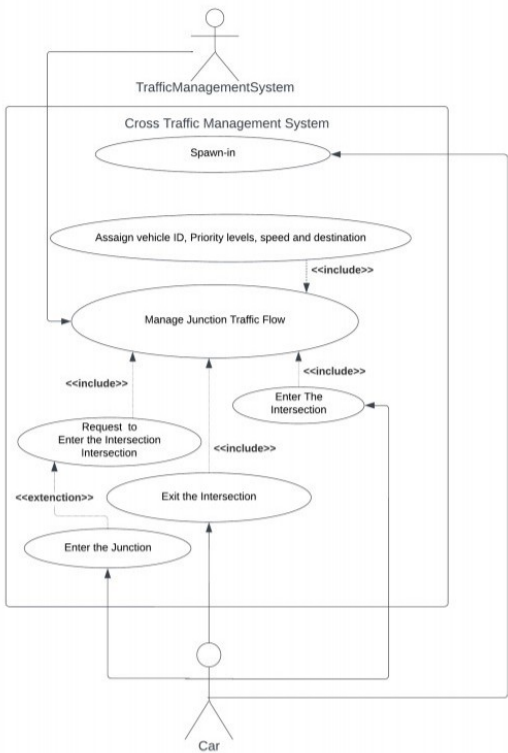 TrafficManagementSystem
Cross Traffic Management System
Spawn-in
Assaign vehicle ID, Priority levels, speed and destination
<<include>>
Manage Junction Traffic Flow
<<include>>
<<include>>
Enter The
Intersection
Request to
Enter the Intersection
Intersection
<<include>>
<<extenction>>
Exit the Intersection
Enter the Junction
Car